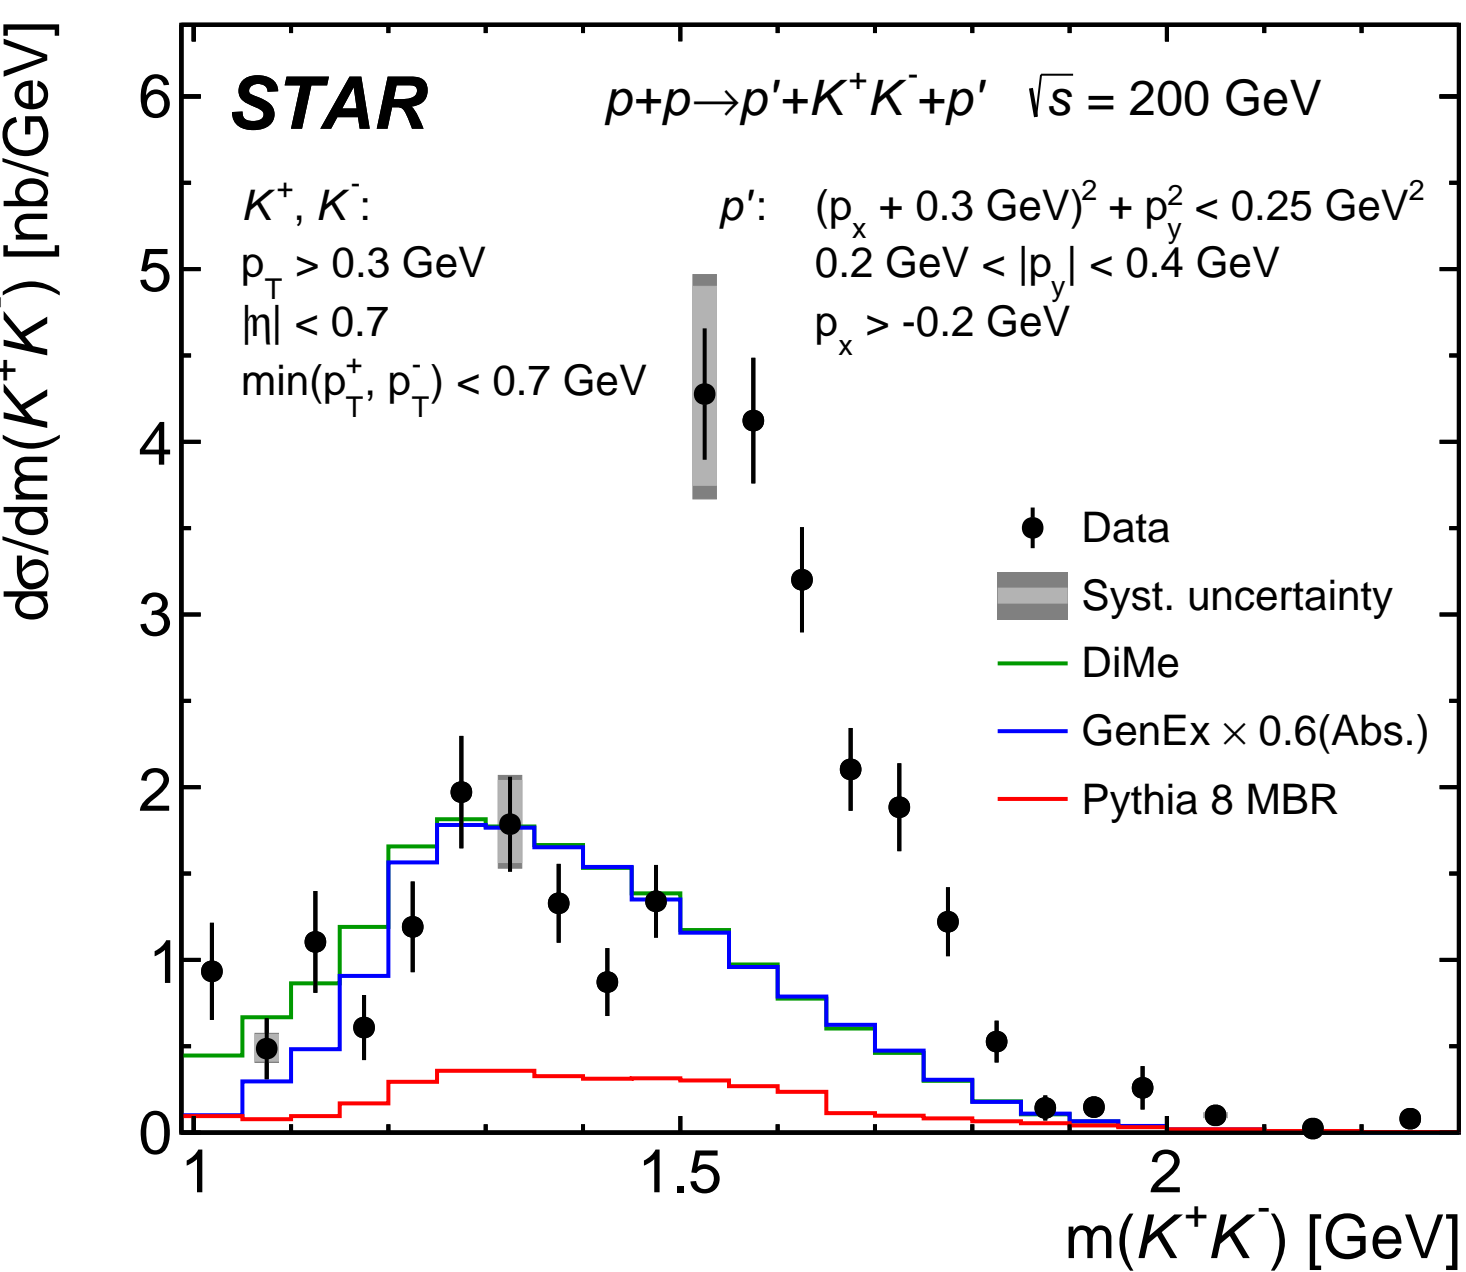 STAR
p+p→p′+K⁺K⁻+p′ √s = 200 GeV
K⁺, K⁻:
p_T > 0.3 GeV
|η| < 0.7
min(p_T⁺, p_T⁻) < 0.7 GeV
p′: (p_x + 0.3 GeV)² + p_y² < 0.25 GeV²
0.2 GeV < |p_y| < 0.4 GeV
p_x > -0.2 GeV
Data
Syst. uncertainty
DiMe
GenEx × 0.6(Abs.)
Pythia 8 MBR
dσ/dm(K⁺K⁻) [nb/GeV]
6
5
4
3
2
1
0
1 1.5 2
m(K⁺K⁻) [GeV]